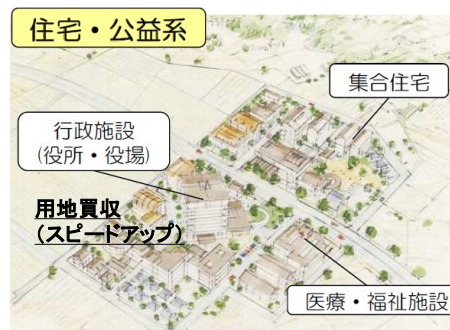 住宅・公益系
集合住宅
行政施設
(役所・役場)
用地買収
(スピードアップ)
医療・福祉施設